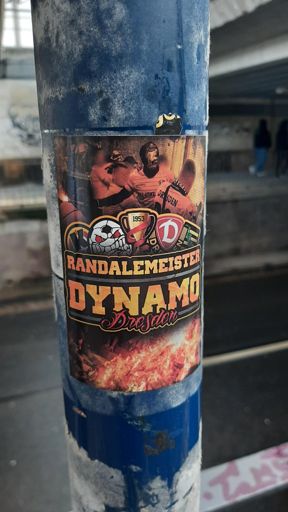 1953
D
RANDALEMEISTER
DYNAMO
Dresden